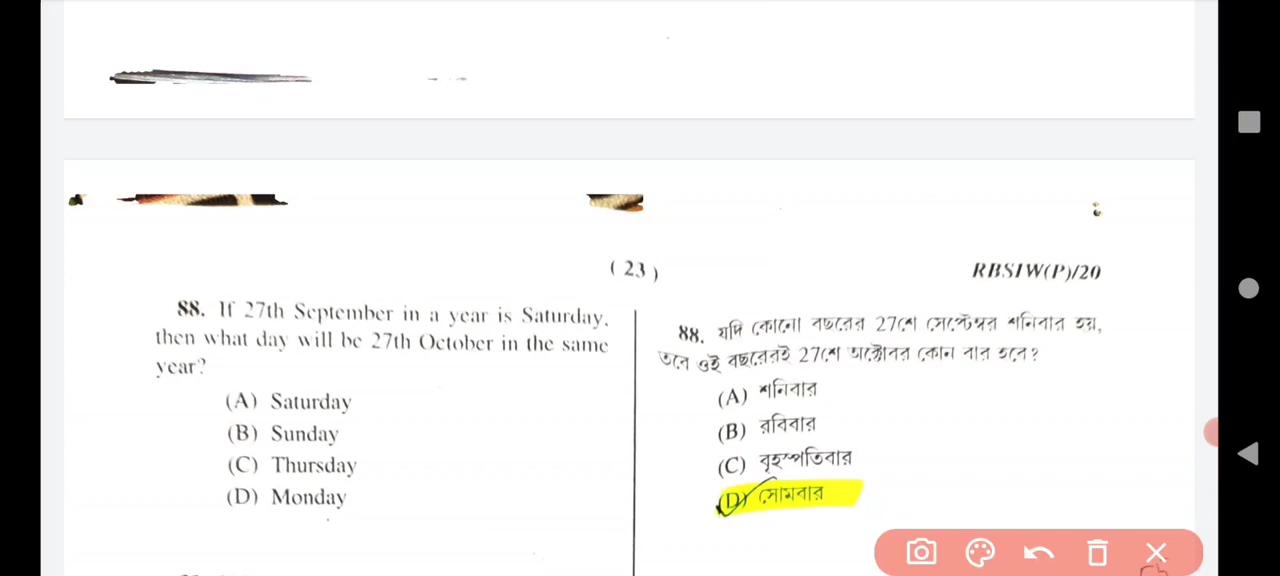 ( 23 )
RBSIW(P)/20
88. If 27th September in a year is Saturday,
then what day will be 27th October in the same
year?
(A) Saturday
(B) Sunday
(C) Thursday
(D) Monday
88. যদি কোনো বছরের 27শে সেপ্টেম্বর শনিবার হয়,
তবে ওই বছরেরই 27শে অক্টোবর কোন বার হবে?
(A) শনিবার
(B) রবিবার
(C) বৃহস্পতিবার
(D) সোমবার